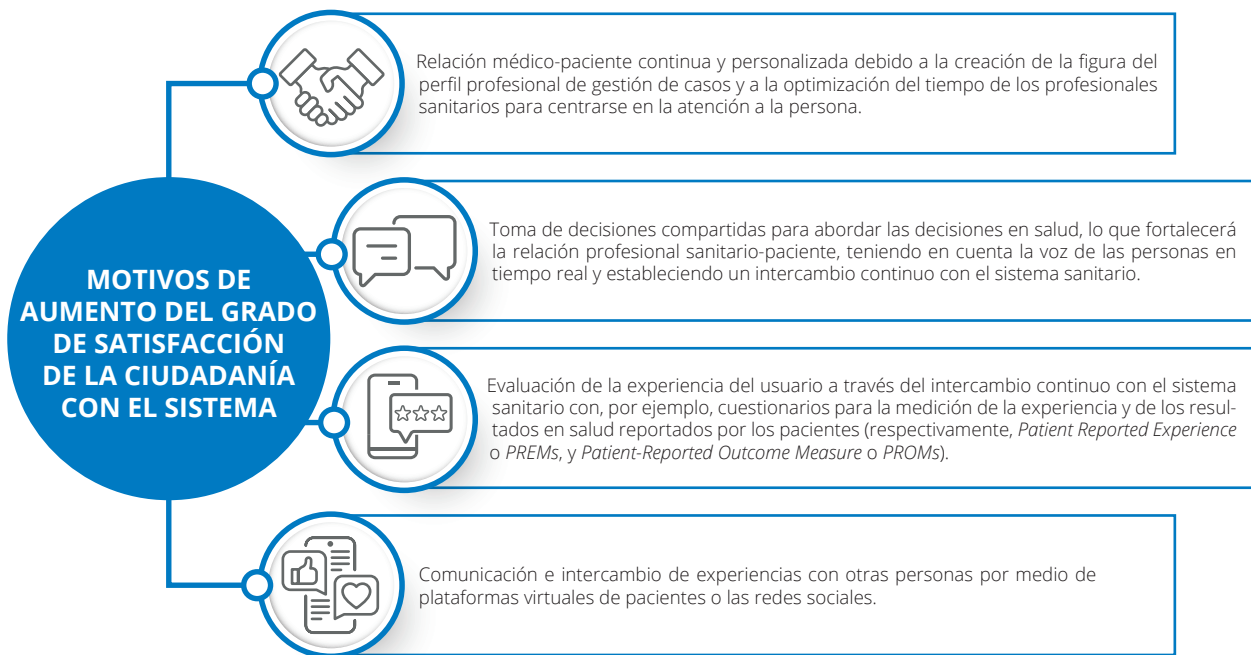 Relación médico-paciente continua y personalizada debido a la creación de la figura del
perfil profesional de gestión de casos y a la optimización del tiempo de los profesionales
sanitarios para centrarse en la atención a la persona.
MOTIVOS DE
AUMENTO DEL GRADO
DE SATISFACCIÓN
DE LA CIUDADANÍA
CON EL SISTEMA
Toma de decisiones compartidas para abordar las decisiones en salud, lo que fortalecerá
la relación profesional sanitario-paciente, teniendo en cuenta la voz de las personas en
tiempo real y estableciendo un intercambio continuo con el sistema sanitario.
Evaluación de la experiencia del usuario a través del intercambio continuo con el sistema
sanitario con, por ejemplo, cuestionarios para la medición de la experiencia y de los resul-
tados en salud reportados por los pacientes (respectivamente, Patient Reported Experience
o PREMs, y Patient-Reported Outcome Measure o PROMs).
Comunicación e intercambio de experiencias con otras personas por medio de
plataformas virtuales de pacientes o las redes sociales.